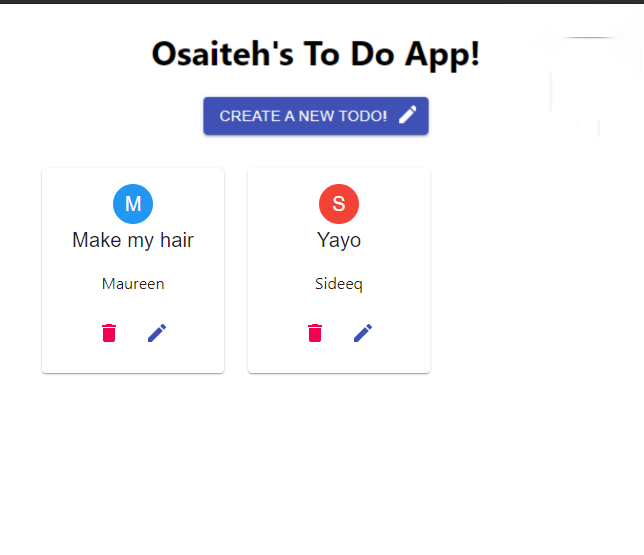 Osaiteh's To Do App!
CREATE A NEW TODO!
M
Make my hair
Maureen
S
Yayo
Sideeq